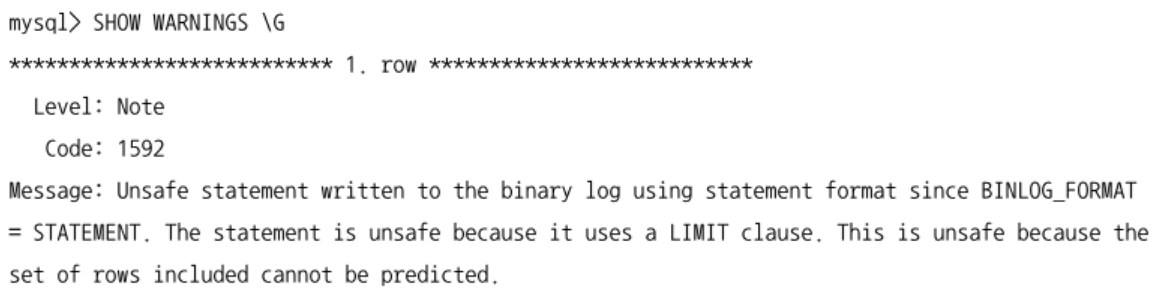 mysql> SHOW WARNINGS \G
*************************** 1. row ***************************
Level: Note
Code: 1592
Message: Unsafe statement written to the binary log using statement format since BINLOG_FORMAT
= STATEMENT. The statement is unsafe because it uses a LIMIT clause. This is unsafe because the
set of rows included cannot be predicted.